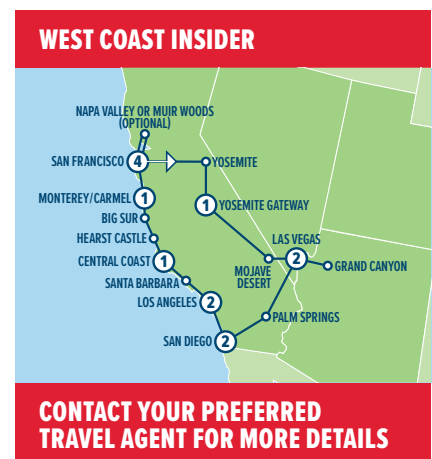 WEST COAST INSIDER
NAPA VALLEY OR MUIR WOODS
(OPTIONAL)
SAN FRANCISCO 4
YOSEMITE
MONTEREY/CARMEL 1
1 YOSEMITE GATEWAY
BIG SUR
HEARST CASTLE
LAS VEGAS
2
CENTRAL COAST 1
GRAND CANYON
MOJAVE
DESERT
SANTA BARBARA
LOS ANGELES 2
PALM SPRINGS
SAN DIEGO 2
CONTACT YOUR PREFERRED
TRAVEL AGENT FOR MORE DETAILS